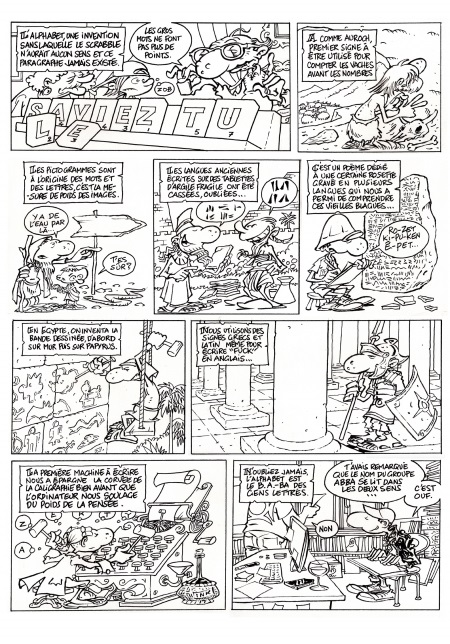 L'ALPHABET, UNE INVENTION
SANS LAQUELLE LE SCRABBLE
N'AURAIT AUCUN SENS ET CE
PARAGRAPHE JAMAIS EXISTÉ.
LES GROS
MOTS NE FONT
PAS PLUS DE
POINTS.
ZOB
SAVIEZ TU
LE
A COMME AUROCH,
PREMIER SIGNE À
ÊTRE UTILISÉ POUR
COMPTER LES VACHES
AVANT LES NOMBRES.
LES PICTOGRAMMES SONT
À L'ORIGINE DES MOTS ET
DES LETTRES, C'EST LA ME-
SURE DE POIDS DES IMAGES.
Y A DE
L'EAU PAR
LÀ
T'ES
SÛR?
LES LANGUES ANCIENNES
ÉCRITES SUR DES TABLETTES
D'ARGILE FRAGILE ONT ÉTÉ
CASSÉES, OUBLIÉES...
C'EST UN POÈME DÉDIÉ
À UNE CERTAINE ROSETTE
GRAVÉ EN PLUSIEURS
LANGUES QUI NOUS A
PERMI DE COMPRENDRE
CES VIEILLES BLAGUES...
RO-ZET
KI-PU-KEN
E-PET...
EN EGYPTE, ON INVENTA LA
BANDE DESSINÉE, D'ABORD
SUR MUR PUIS SUR PAPYRUS.
NOUS UTILISONS DES
SIGNES GRECS ET
LATIN MÊME POUR
ÉCRIRE "FUCK"
EN ANGLAIS...
LA PREMIÈRE MACHINE À ÉCRIRE
NOUS A ÉPARGNÉ LA CORVÉE DE
LA CALIGRAPHIE BIEN AVANT QUE
L'ORDINATEUR NOUS SOULAGE
DU POIDS DE LA PENSÉE.
Z
A
INK
N'OUBLIEZ JAMAIS,
L'ALPHABET EST
LE B.A.-BA DES
GENS LETTRÉS.
NON
T'AVAIS REMARQUÉ
QUE LE NOM DU GROUPE
ABBA SE LIT DANS
LES DEUX SENS
...
C'EST
OUF.